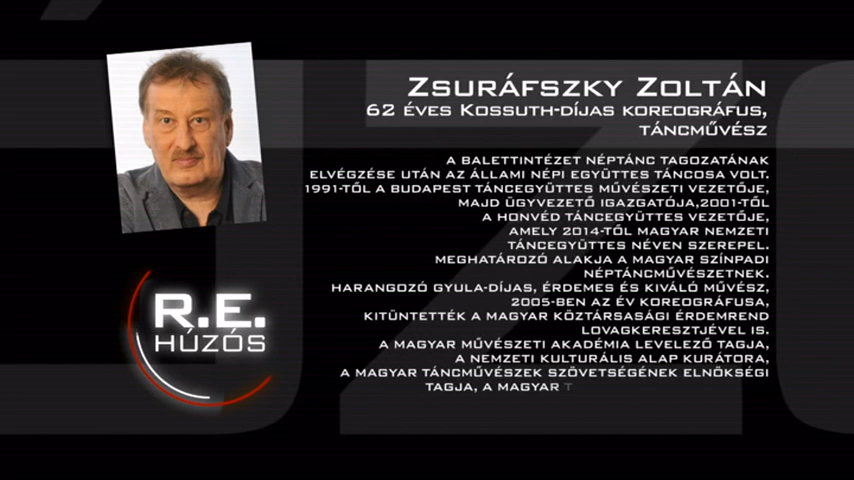 ZSURÁFSZKY ZOLTÁN
62 ÉVES KOSSUTH-DÍJAS KOREOGRÁFUS,
TÁNCMŰVÉSZ
A BALETTINTÉZET NÉPTÁNC TAGOZATÁNAK
ELVÉGZÉSE UTÁN AZ ÁLLAMI NÉPI EGYÜTTES TÁNCOSA VOLT.
1991-TŐL A BUDAPEST TÁNCEGYÜTTES MŰVÉSZETI VEZETŐJE,
MAJD ÜGYVEZETŐ IGAZGATÓJA,2001-TŐL
A HONVÉD TÁNCEGYÜTTES VEZETŐJE,
AMELY 2014-TŐL MAGYAR NEMZETI
TÁNCEGYÜTTES NÉVEN SZEREPEL.
MEGHATÁROZÓ ALAKJA A MAGYAR SZÍNPADI
NÉPTÁNCMŰVÉSZETNEK.
HARANGOZÓ GYULA-DÍJAS, ÉRDEMES ÉS KIVÁLÓ MŰVÉSZ,
2005-BEN AZ ÉV KOREOGRÁFUSA,
KITÜNTETTÉK A MAGYAR KÖZTÁRSASÁGI ÉRDEMREND
LOVAGKERESZTJÉVEL IS.
A MAGYAR MŰVÉSZETI AKADÉMIA LEVELEZŐ TAGJA,
A NEMZETI KULTURÁLIS ALAP KURÁTORA,
A MAGYAR TÁNCMŰVÉSZEK SZÖVETSÉGÉNEK ELNÖKSÉGI
TAGJA, A MAGYAR T
R.E.
HÚZÓS